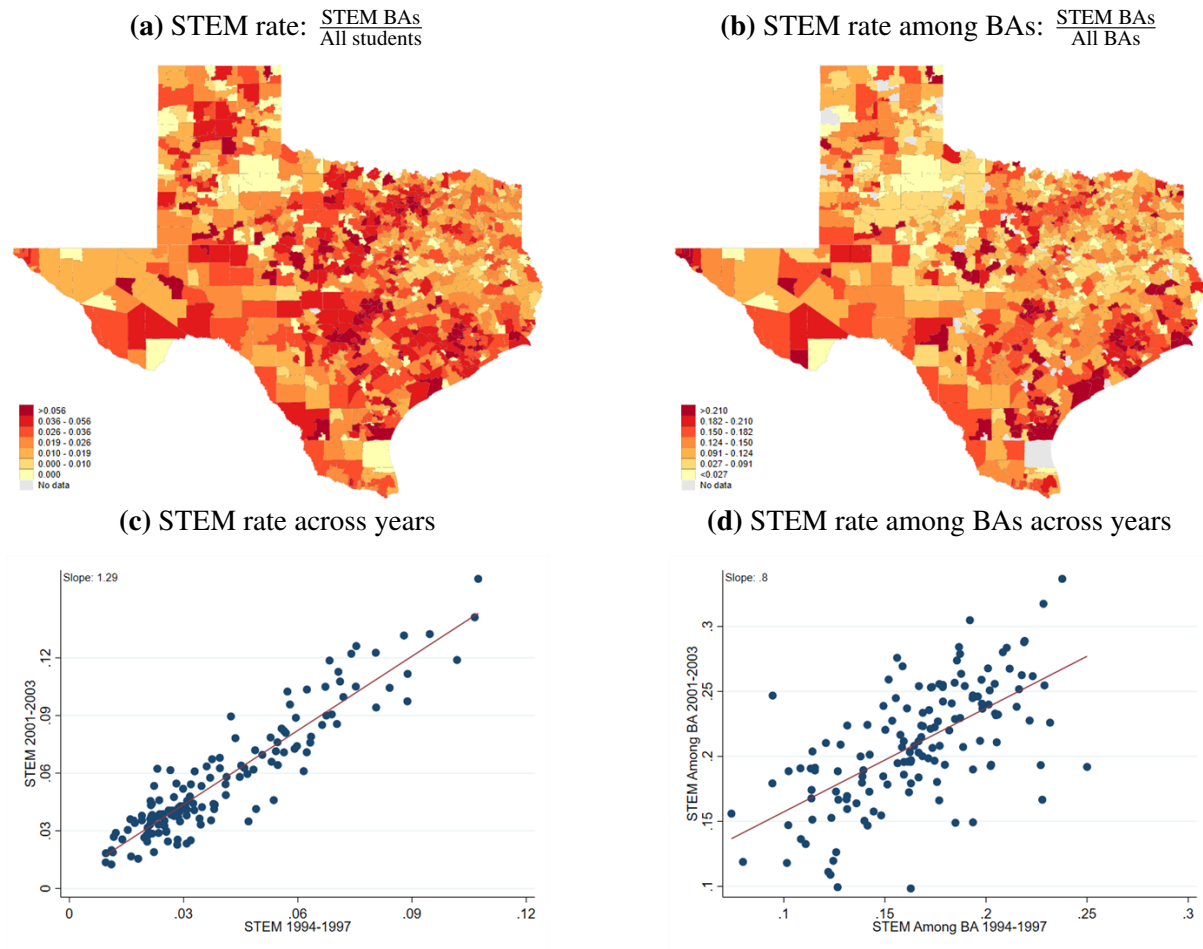 (a) STEM rate: STEM BAs / All students
(b) STEM rate among BAs: STEM BAs / All BAs
>0.056
0.036 - 0.056
0.026 - 0.036
0.019 - 0.026
0.010 - 0.019
0.000 - 0.010
0.000
No data
>0.210
0.182 - 0.210
0.150 - 0.182
0.124 - 0.150
0.091 - 0.124
0.027 - 0.091
<0.027
No data
(c) STEM rate across years
(d) STEM rate among BAs across years
Slope: 1.29
STEM 2001-2003
.12
.09
.06
.03
0
0
.03
.06
.09
.12
STEM 1994-1997
Slope: .8
STEM Among BA 2001-2003
.3
.25
.2
.15
.1
.1
.15
.2
.25
.3
STEM Among BA 1994-1997